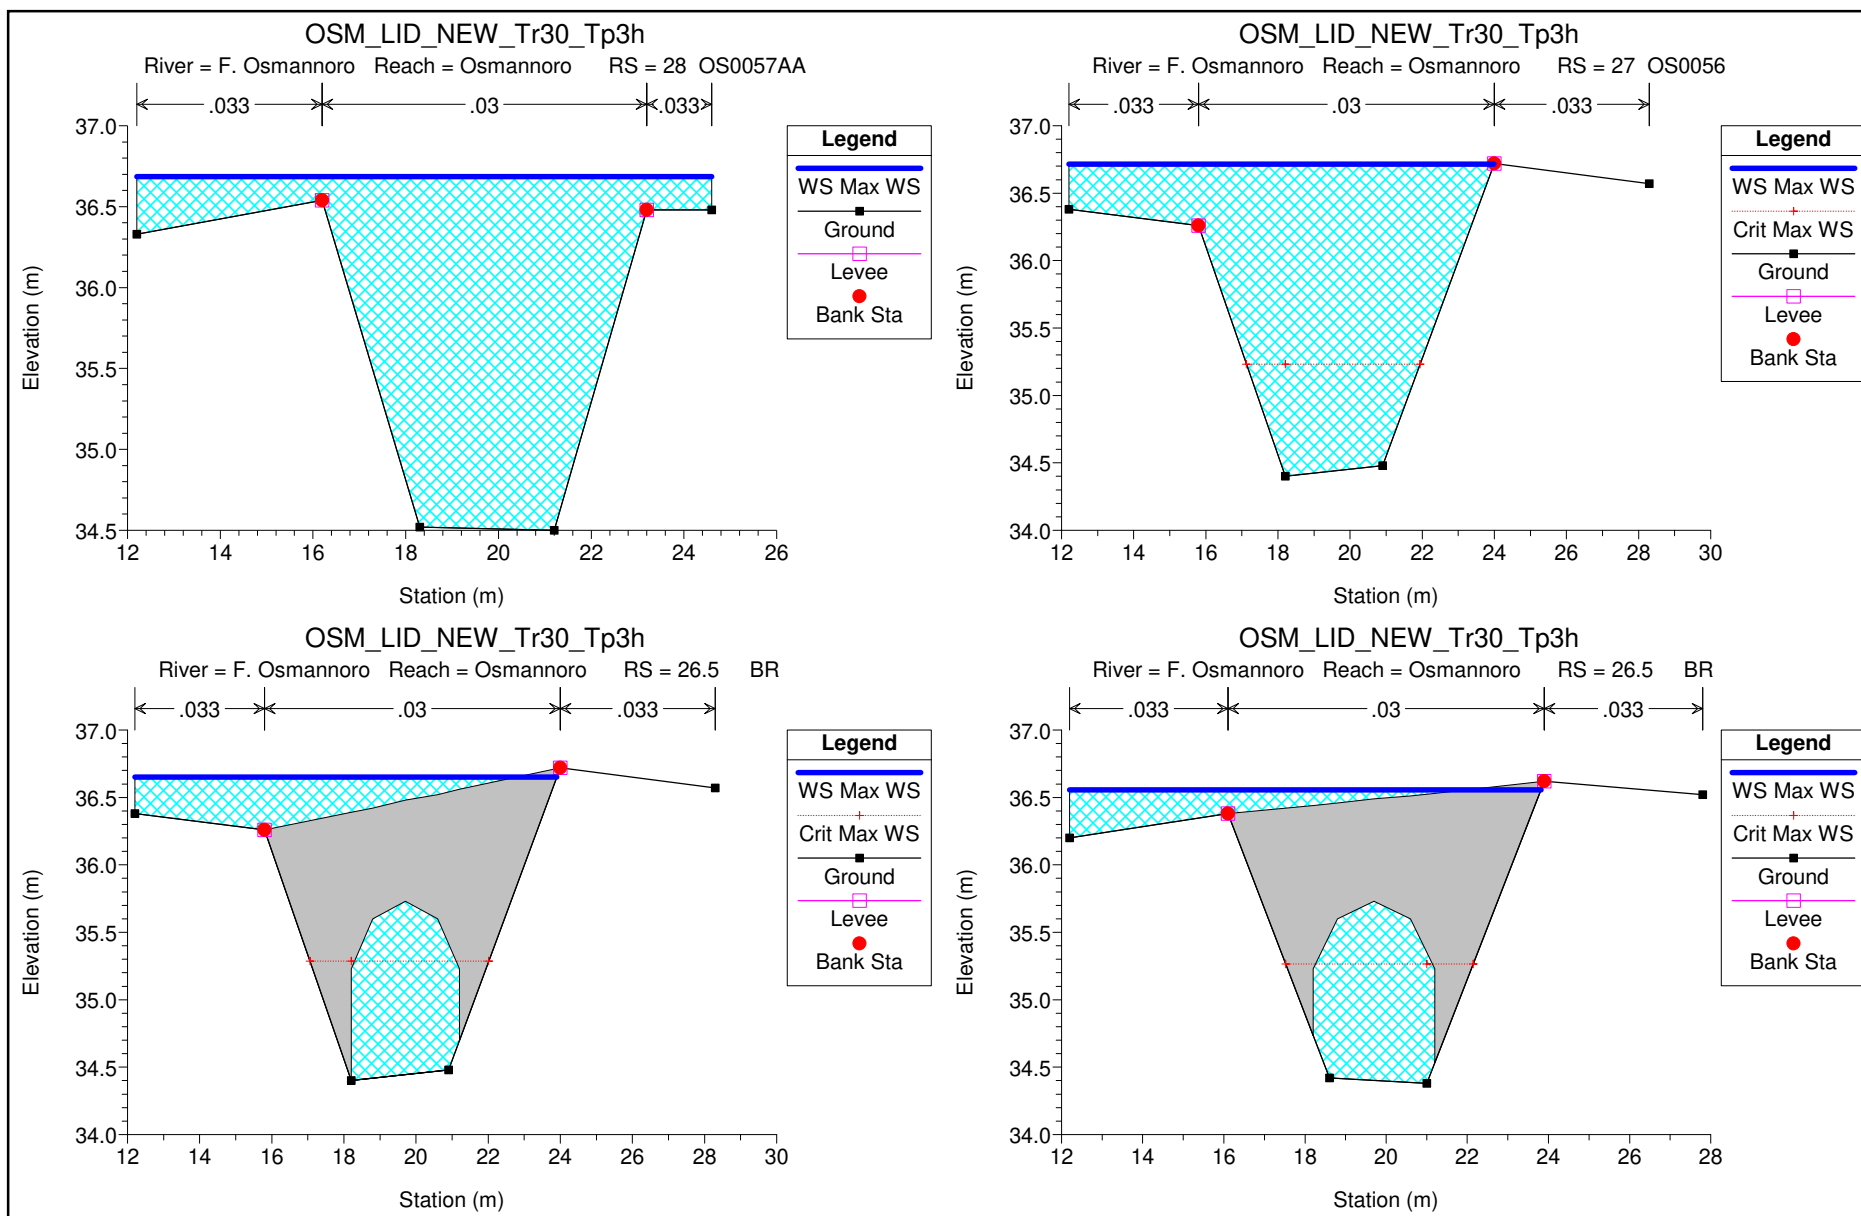 OSM_LID_NEW_Tr30_Tp3h
River = F. Osmannoro Reach = Osmannoro RS = 28 OS0057AA
.033 .03 .033
37.0
36.5
36.0
35.5
35.0
34.5
Elevation (m)
12 14 16 18 20 22 24 26
Station (m)
Legend
WS Max WS
Ground
Levee
Bank Sta
OSM_LID_NEW_Tr30_Tp3h
River = F. Osmannoro Reach = Osmannoro RS = 27 OS0056
.033 .03 .033
37.0
36.5
36.0
35.5
35.0
34.5
34.0
Elevation (m)
12 14 16 18 20 22 24 26 28 30
Station (m)
Legend
WS Max WS
Crit Max WS
Ground
Levee
Bank Sta
OSM_LID_NEW_Tr30_Tp3h
River = F. Osmannoro Reach = Osmannoro RS = 26.5 BR
.033 .03 .033
37.0
36.5
36.0
35.5
35.0
34.5
34.0
Elevation (m)
12 14 16 18 20 22 24 26 28 30
Station (m)
Legend
WS Max WS
Crit Max WS
Ground
Levee
Bank Sta
OSM_LID_NEW_Tr30_Tp3h
River = F. Osmannoro Reach = Osmannoro RS = 26.5 BR
.033 .03 .033
37.0
36.5
36.0
35.5
35.0
34.5
34.0
Elevation (m)
12 14 16 18 20 22 24 26 28
Station (m)
Legend
WS Max WS
Crit Max WS
Ground
Levee
Bank Sta